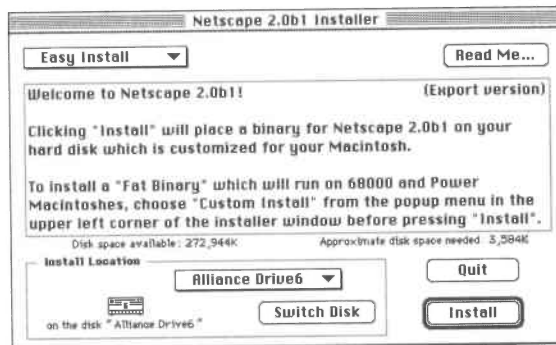 Netscape 2.0b1 Installer
Easy Install
Read Me...
Welcome to Netscape 2.0b1! (Export version)
Clicking "Install" will place a binary for Netscape 2.0b1 on your
hard disk which is customized for your Macintosh.
To install a "Fat Binary" which will run on 68000 and Power
Macintoshes, choose "Custom Install" from the popup menu in the
upper left corner of the installer window before pressing "Install".
Disk space available: 272,944K Approximate disk space needed: 3,584K
Install Location
Alliance Drive6
on the disk "Alliance Drive6"
Switch Disk
Quit
Install